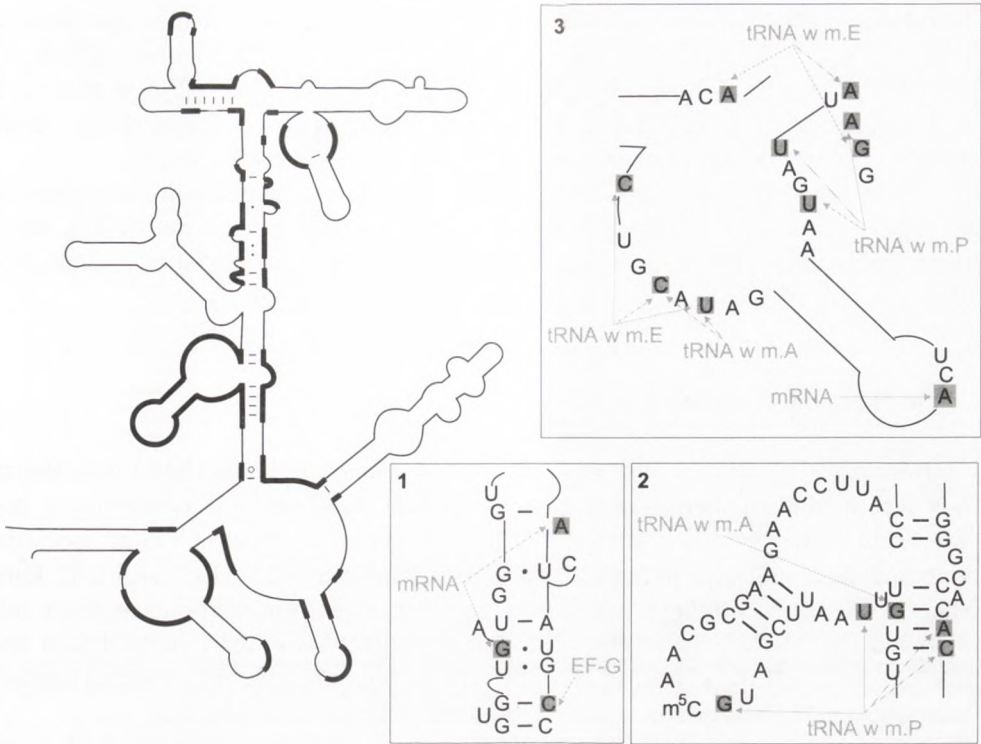 3
tRNA w m.E
A C A
U A
A
U G
A G
G
C U
A
U A
G
C A U A G
tRNA w m.P
tRNA w m.E
tRNA w m.A
U
C
mRNA A
1
U
G
A
mRNA
G U C
G
A U A
G U
U G
EF-G
G C
U G C
2
tRNA w m.A
A A C G C G A A G A A C C U U A C C
G G G C A C A C
U U G U G U
U A A U U C G A U G
m⁵C
tRNA w m.P